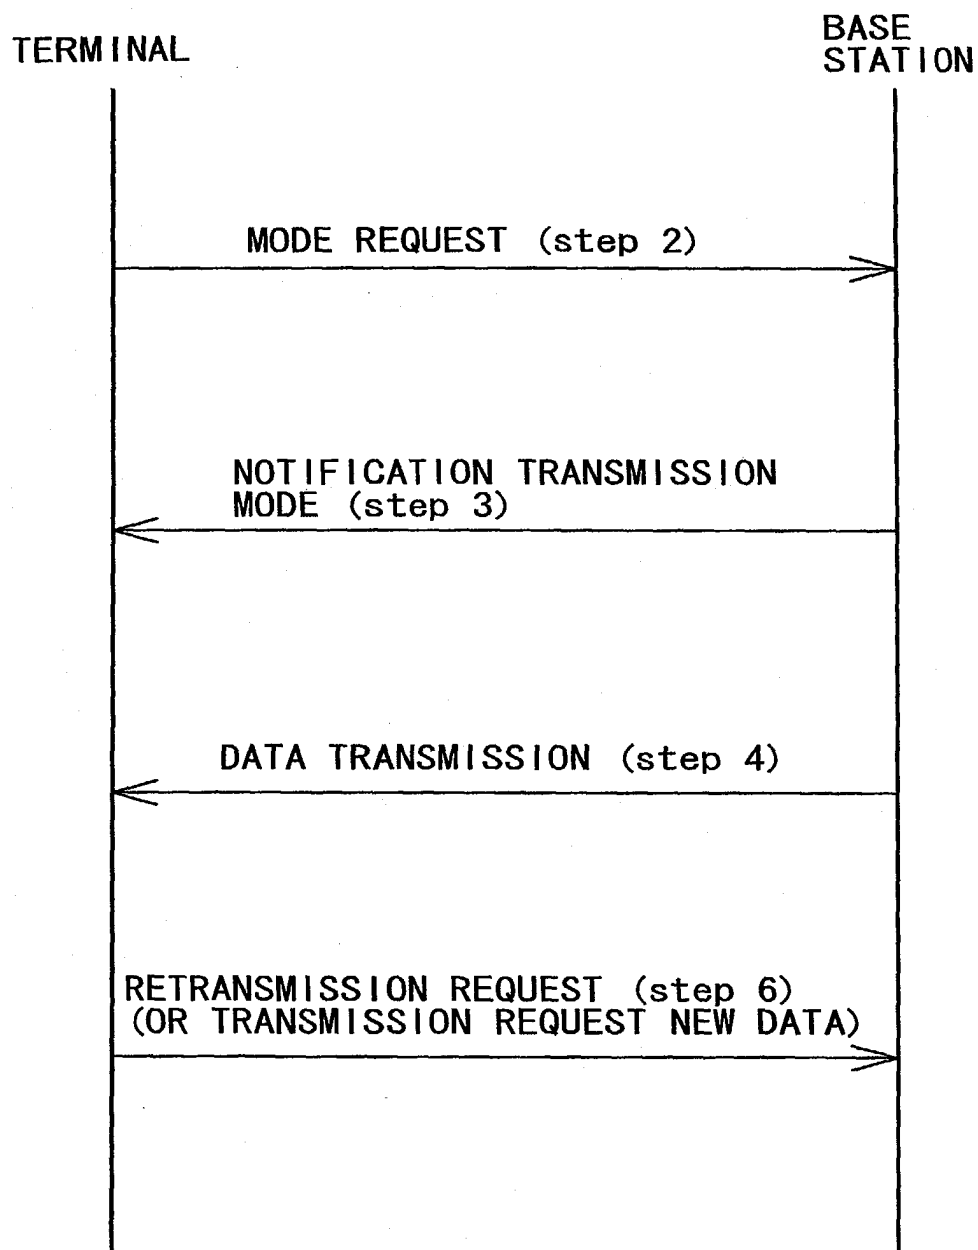 TERMINAL
BASE
STATION
MODE REQUEST (step 2)
NOTIFICATION TRANSMISSION
MODE (step 3)
DATA TRANSMISSION (step 4)
RETRANSMISSION REQUEST (step 6)
(OR TRANSMISSION REQUEST NEW DATA)